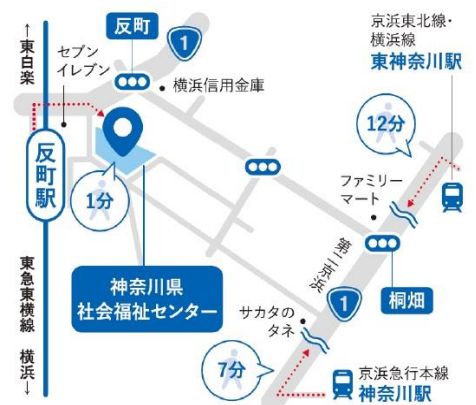 ←東白楽
セブン
イレブン
反町
1
横浜信用金庫
京浜東北線・
横浜線
東神奈川駅
12分
反町駅
1分
ファミリー
マート
神奈川県
社会福祉センター
第二京浜
1
桐畑
サカタの
タネ
東急東横線 横浜→
7分
京浜急行本線
神奈川駅